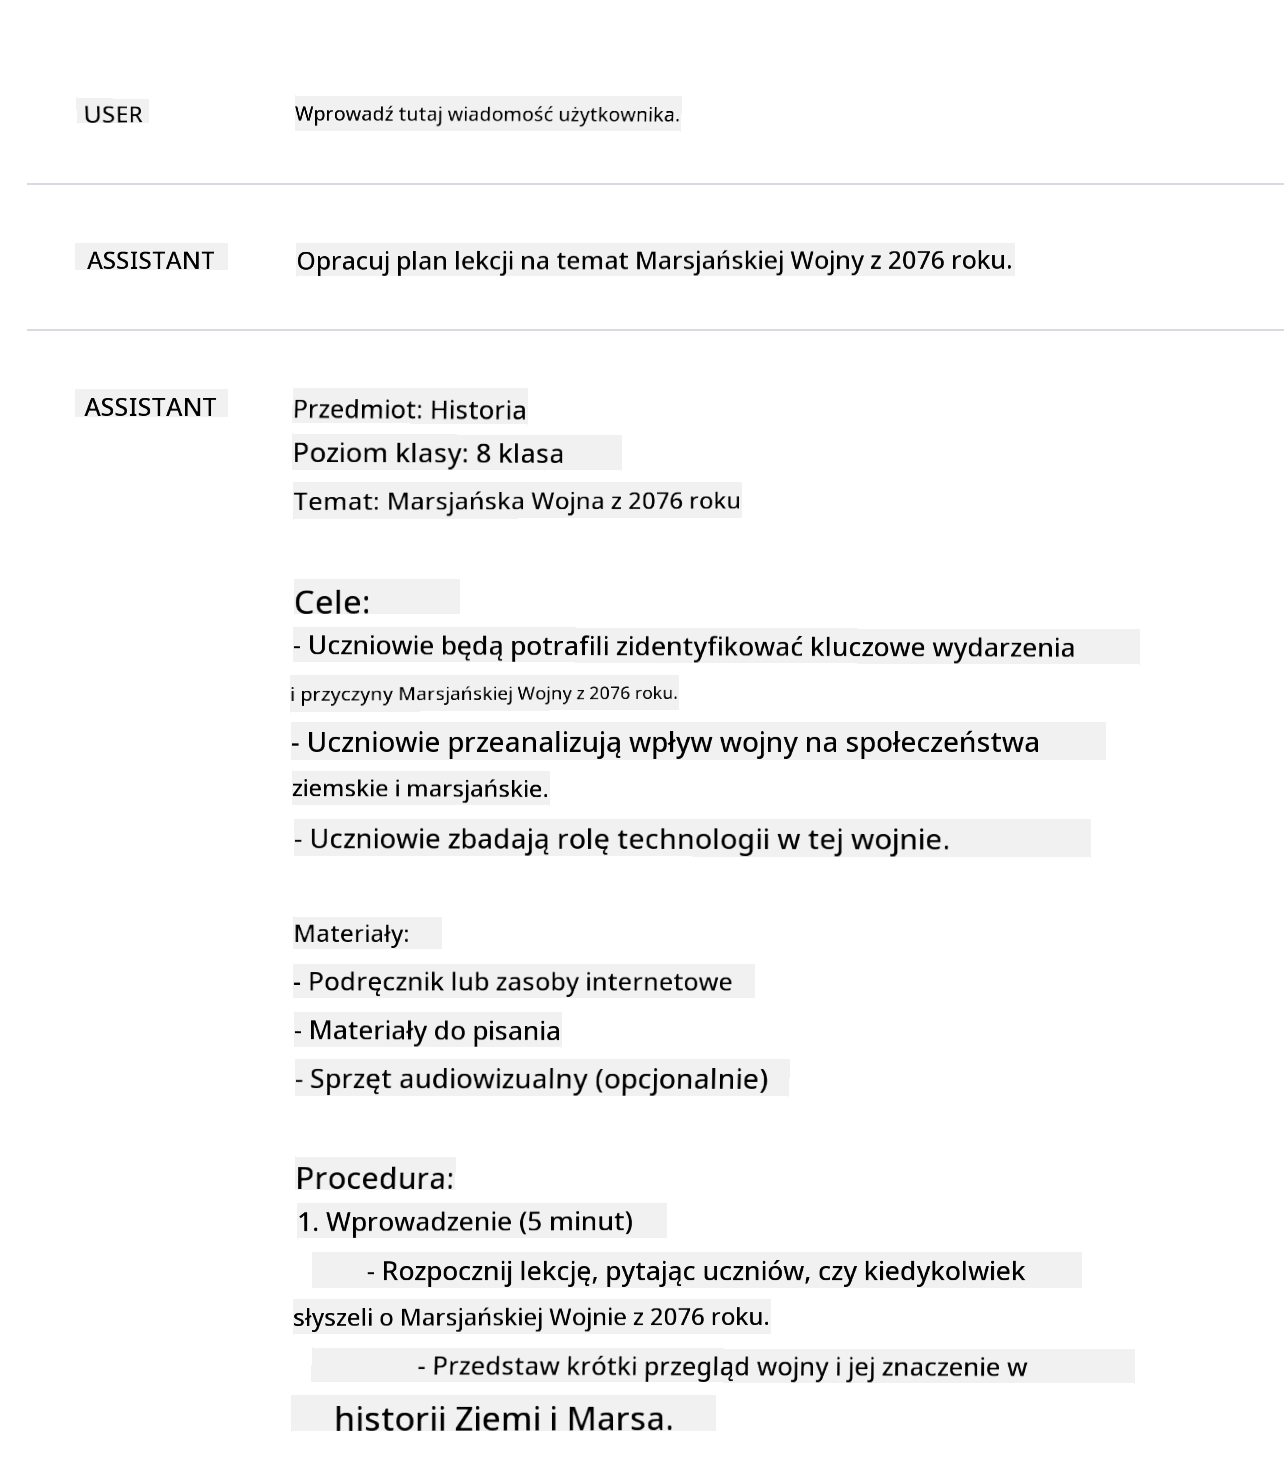 USER
Wprowadź tutaj wiadomość użytkownika.
ASSISTANT
Opracuj plan lekcji na temat Marsjańskiej Wojny z 2076 roku.
ASSISTANT
Przedmiot: Historia
Poziom klasy: 8 klasa
Temat: Marsjańska Wojna z 2076 roku
Cele:
- Uczniowie będą potrafili zidentyfikować kluczowe wydarzenia
i przyczyny Marsjańskiej Wojny z 2076 roku.
- Uczniowie przeanalizują wpływ wojny na społeczeństwa
ziemskie i marsjańskie.
- Uczniowie zbadają rolę technologii w tej wojnie.
Materiały:
- Podręcznik lub zasoby internetowe
- Materiały do pisania
- Sprzęt audiowizualny (opcjonalnie)
Procedura:
1. Wprowadzenie (5 minut)
- Rozpocznij lekcję, pytając uczniów, czy kiedykolwiek
słyszeli o Marsjańskiej Wojnie z 2076 roku.
- Przedstaw krótki przegląd wojny i jej znaczenie w
historii Ziemi i Marsa.